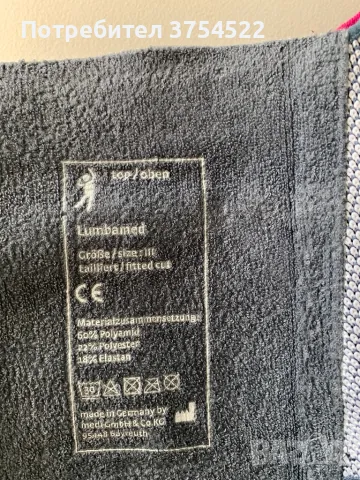 Потребител 3754522
top/oben
Lumbamed
Größe / size: III
tailliert / fitted cut
CE
Materialzusammensetzung:
60% Polyamid
22% Polyester
18% Elastan
30
made in Germany by
medi GmbH & Co KG
95448 Bayreuth